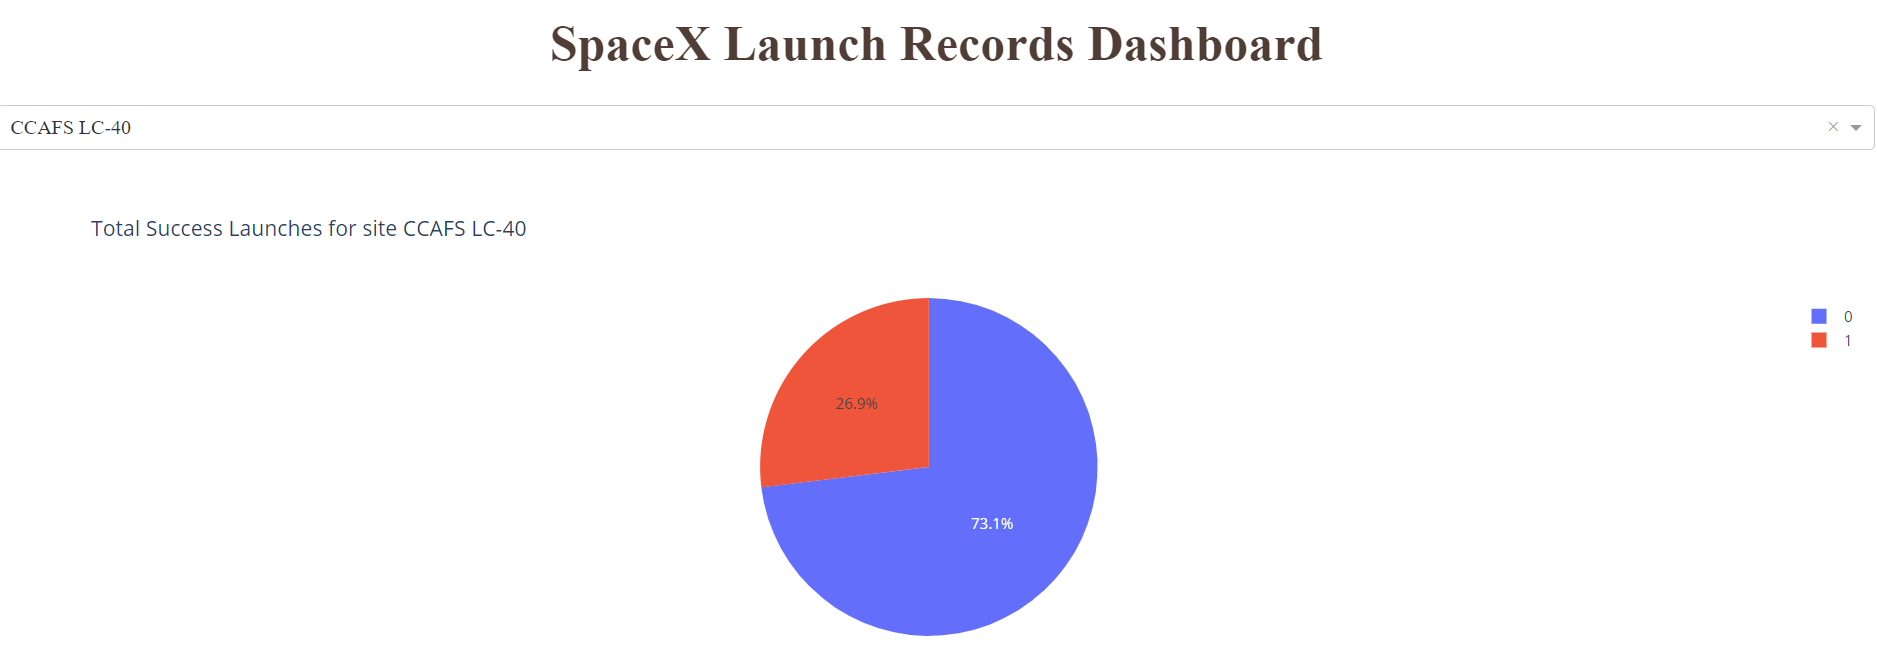 SpaceX Launch Records Dashboard
CCAFS LC-40
×
Total Success Launches for site CCAFS LC-40
0
1
26.9%
73.1%